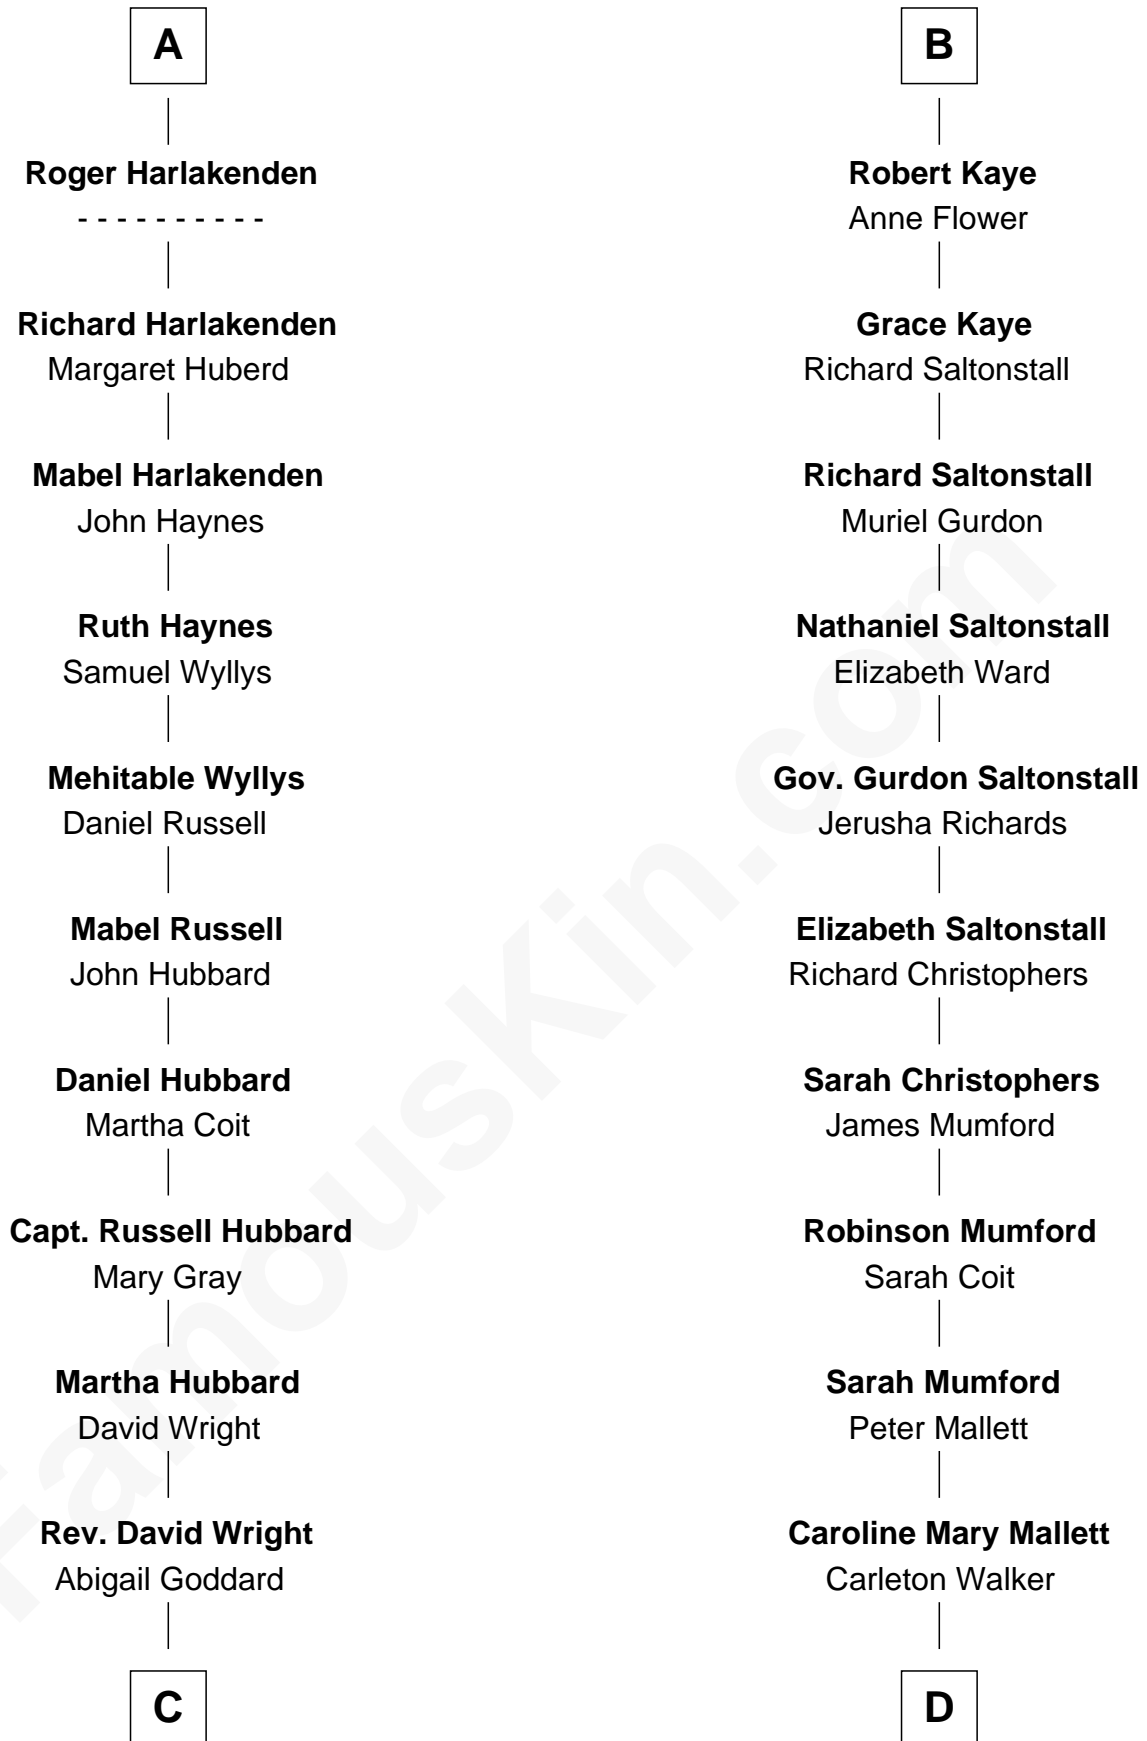 A
Roger Harlakenden
- - - - - - - - - -
Richard Harlakenden
Margaret Huberd
Mabel Harlakenden
John Haynes
Ruth Haynes
Samuel Wyllys
Mehitable Wyllys
Daniel Russell
Mabel Russell
John Hubbard
Daniel Hubbard
Martha Coit
Capt. Russell Hubbard
Mary Gray
Martha Hubbard
David Wright
Rev. David Wright
Abigail Goddard
C
B
Robert Kaye
Anne Flower
Grace Kaye
Richard Saltonstall
Richard Saltonstall
Muriel Gurdon
Nathaniel Saltonstall
Elizabeth Ward
Gov. Gurdon Saltonstall
Jerusha Richards
Elizabeth Saltonstall
Richard Christophers
Sarah Christophers
James Mumford
Robinson Mumford
Sarah Coit
Sarah Mumford
Peter Mallett
Caroline Mary Mallett
Carleton Walker
D
FamousKin.com